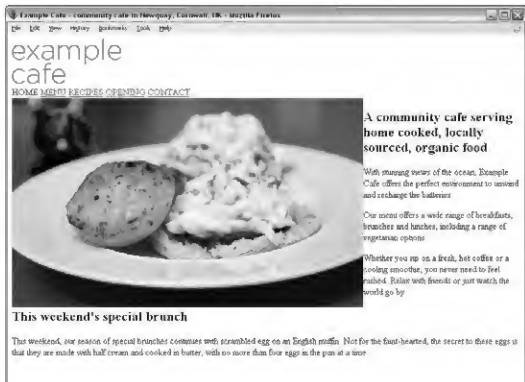 Example Cafe - community cafe in Newquay, Cornwall, UK - Mozilla Firefox
File Edit View History Bookmarks Tools Help
example
cafe
HOME MENU RECIPES OPENING CONTACT
A community cafe serving
home cooked, locally
sourced, organic food
With stunning views of the ocean, Example
Cafe offers the perfect environment to unwind
and recharge the batteries
Our menu offers a wide range of breakfasts,
brunches and lunches, including a range of
vegetarian options
Whether you sip on a fresh, hot coffee or a
cooling smoothie, you never need to feel
rushed. Relax with friends or just watch the
world go by
This weekend's special brunch
This weekend, our season of special brunches continues with scrambled egg on an English muffin. Not for the faint-hearted, the secret to these eggs is
that they are made with half cream and cooked in butter, with no more than four eggs in the pan at a time